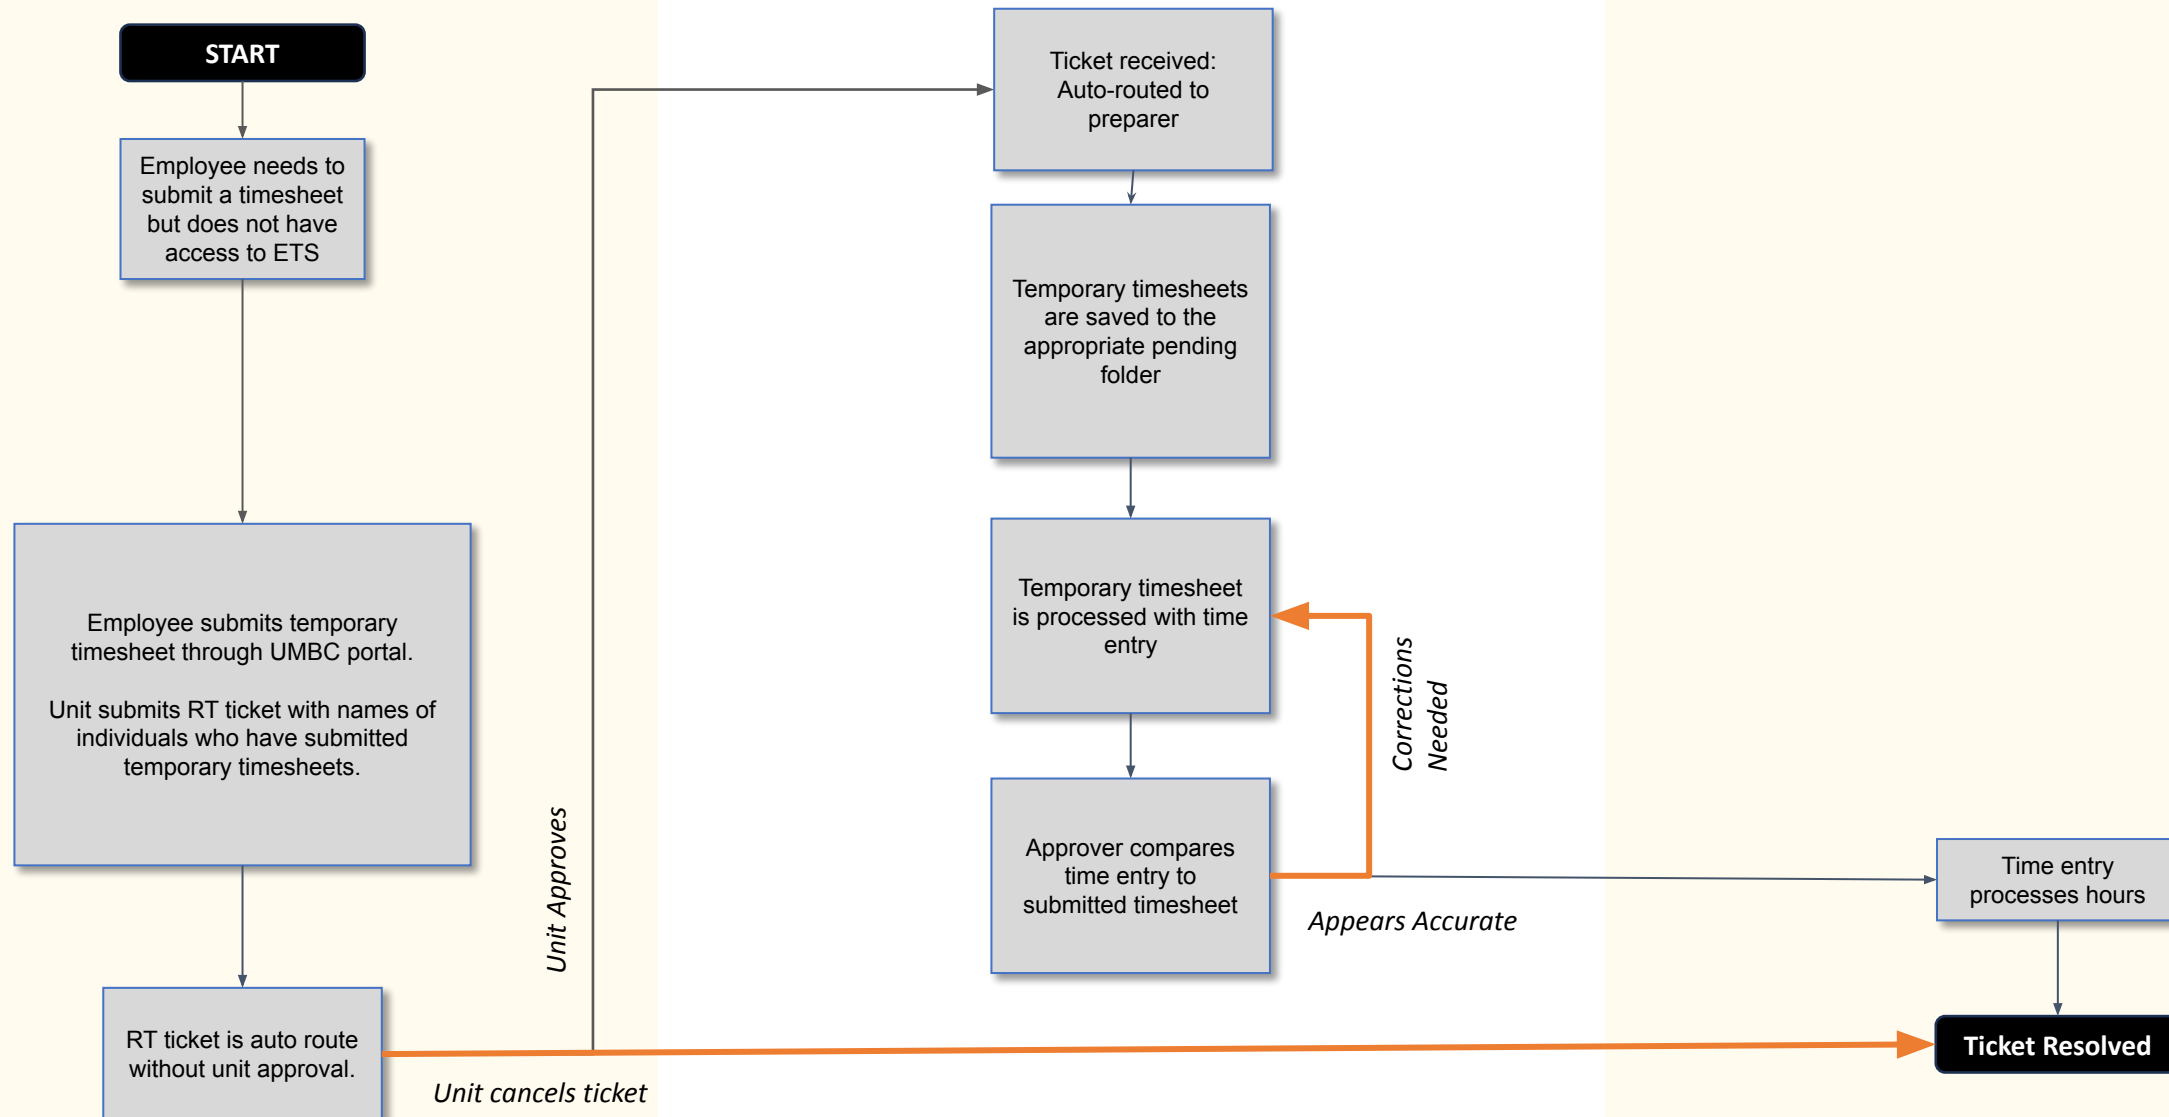 START
Employee needs to
submit a timesheet
but does not have
access to ETS
Employee submits temporary
timesheet through UMBC portal.
Unit submits RT ticket with names of
individuals who have submitted
temporary timesheets.
RT ticket is auto route
without unit approval.
Unit Approves
Unit cancels ticket
Ticket received:
Auto-routed to
preparer
Temporary timesheets
are saved to the
appropriate pending
folder
Temporary timesheet
is processed with time
entry
Approver compares
time entry to
submitted timesheet
Corrections
Needed
Appears Accurate
Time entry
processes hours
Ticket Resolved